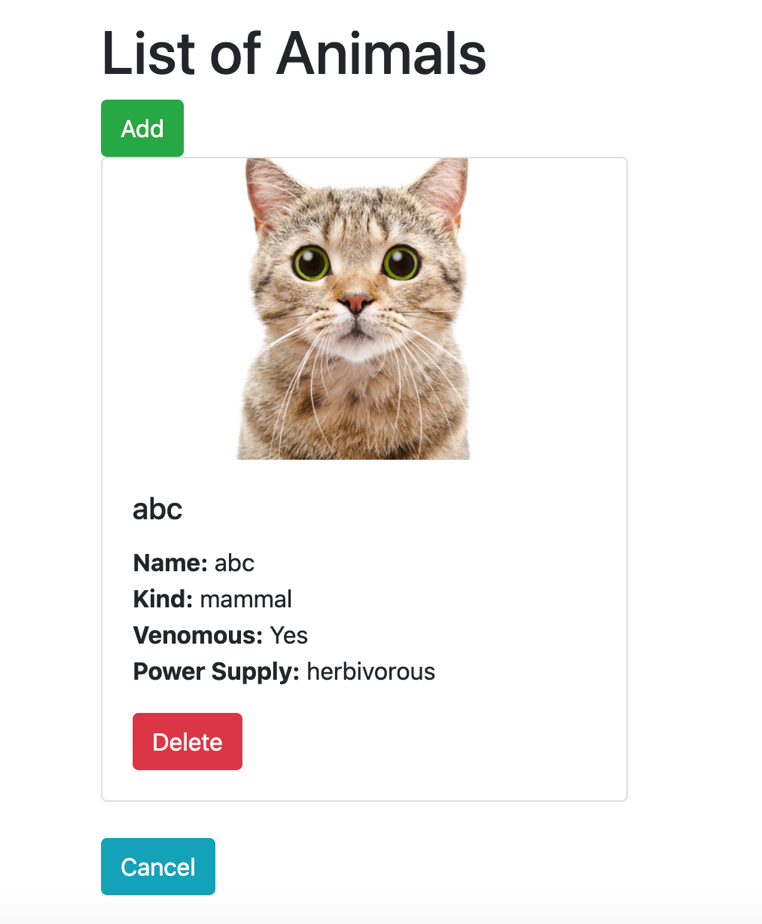 List of Animals
Add
abc
Name: abc
Kind: mammal
Venomous: Yes
Power Supply: herbivorous
Delete
Cancel